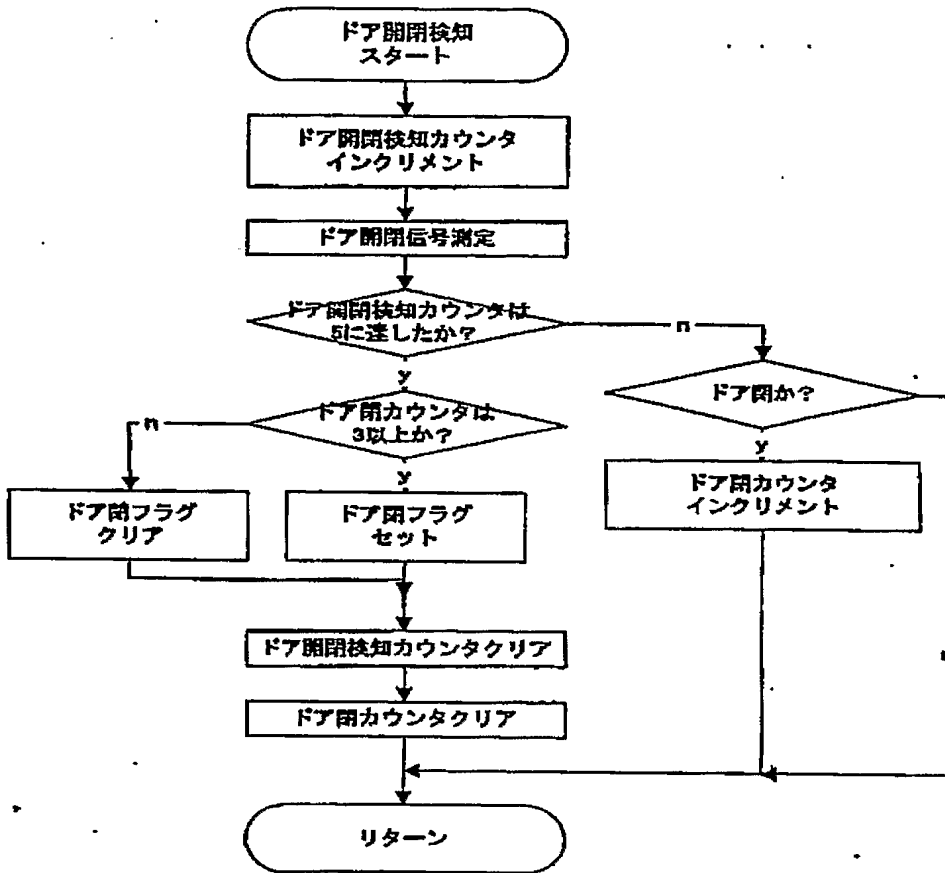 ドア開閉検知
スタート
ドア開閉検知カウンタ
インクリメント
ドア開閉信号測定
ドア開閉検知カウンタは
5に達したか?
n
y
ドア閉か?
y
ドア閉カウンタ
インクリメント
ドア閉カウンタは
3以上か?
n
y
ドア閉フラグ
クリア
ドア閉フラグ
セット
ドア開閉検知カウンタクリア
ドア閉カウンタクリア
リターン